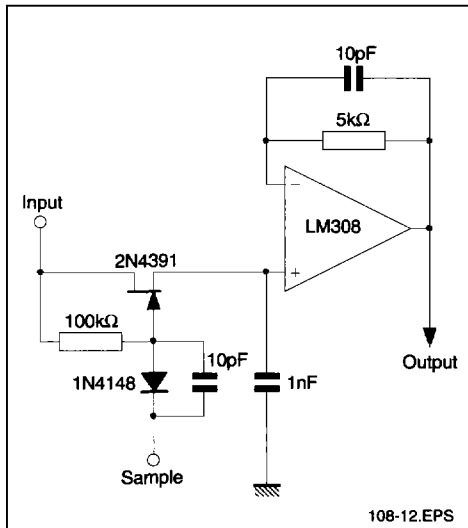 10pF
5kΩ
−
LM308
+
Input
2N4391
100kΩ
10pF
1N4148
1nF
Output
Sample
108-12.EPS